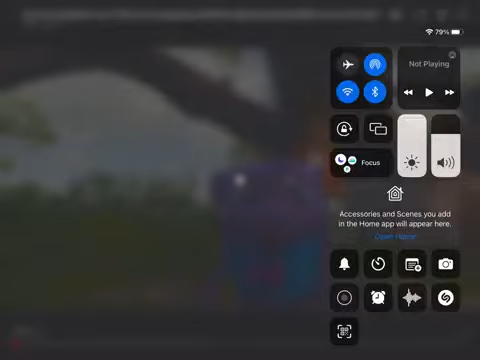 79%
Not Playing
Focus
Accessories and Scenes you add
in the Home app will appear here.
Open Home